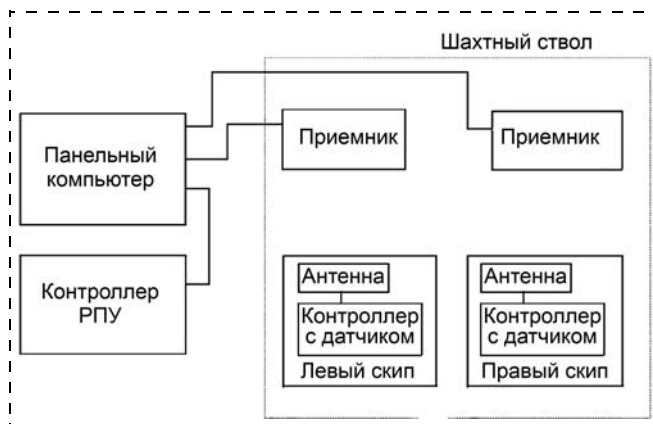 Шахтный ствол
Панельный
компьютер
Приемник
Приемник
Контроллер
РПУ
Антенна
Контроллер
с датчиком
Левый скип
Антенна
Контроллер
с датчиком
Правый скип